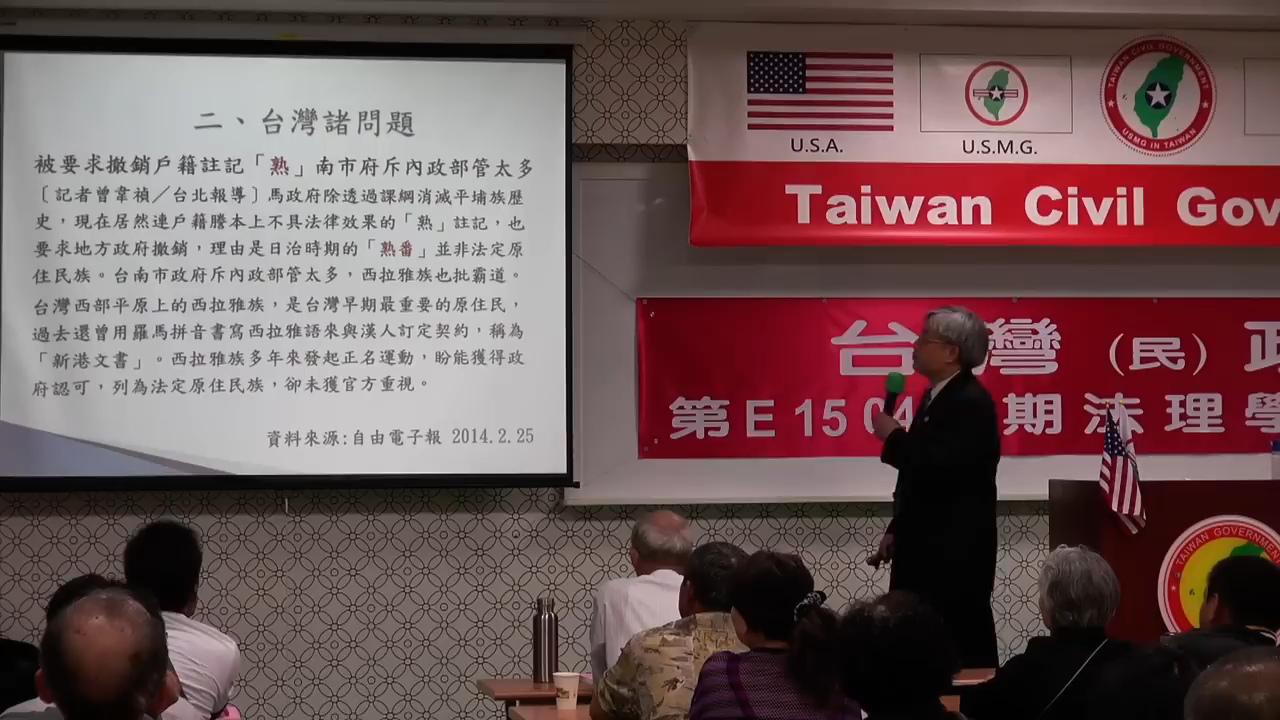 二、台灣諸問題
被要求撤銷戶籍註記「熟」南市府斥內政部管太多
〔記者曾韋禎／台北報導〕馬政府除透過課綱消滅平埔族歷
史，現在居然連戶籍謄本上不具法律效果的「熟」註記，也
要求地方政府撤銷，理由是日治時期的「熟番」並非法定原
住民族。台南市政府斥內政部管太多，西拉雅族也批霸道。
台灣西部平原上的西拉雅族，是台灣早期最重要的原住民，
過去還曾用羅馬拼音書寫西拉雅語來與漢人訂定契約，稱為
「新港文書」。西拉雅族多年來發起正名運動，盼能獲得政
府認可，列為法定原住民族，卻未獲官方重視。
資料來源:自由電子報 2014.2.25
U.S.A.
U.S.M.G.
TAIWAN CIVIL GOVERNMENT
USMG IN TAIWAN
Taiwan Civil Gov
台灣（民）政
第E1504期法理學
TAIWAN GOVERNMENT